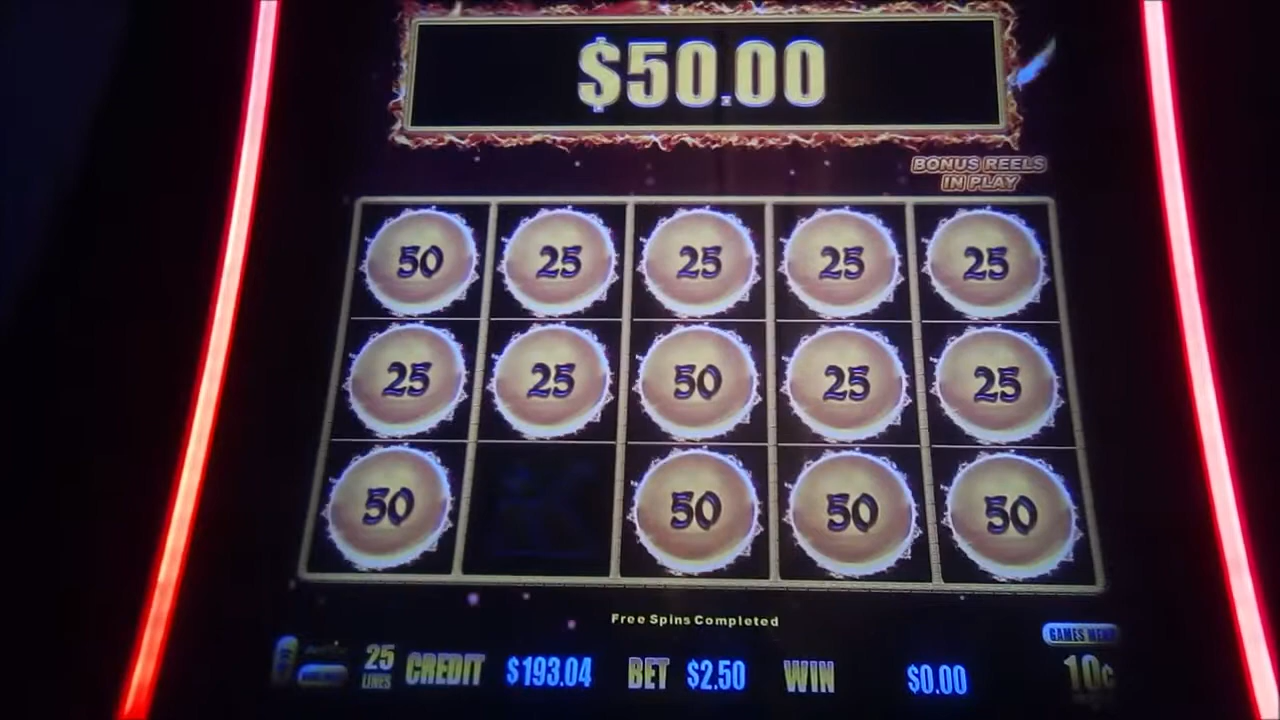 $50.00
BONUS REELS
IN PLAY
50 25 25 25 25
25 25 50 25 25
50 50 50 50
Free Spins Completed
GAMES MENU
25 LINES CREDIT $193.04 BET $2.50 WIN $0.00 10¢